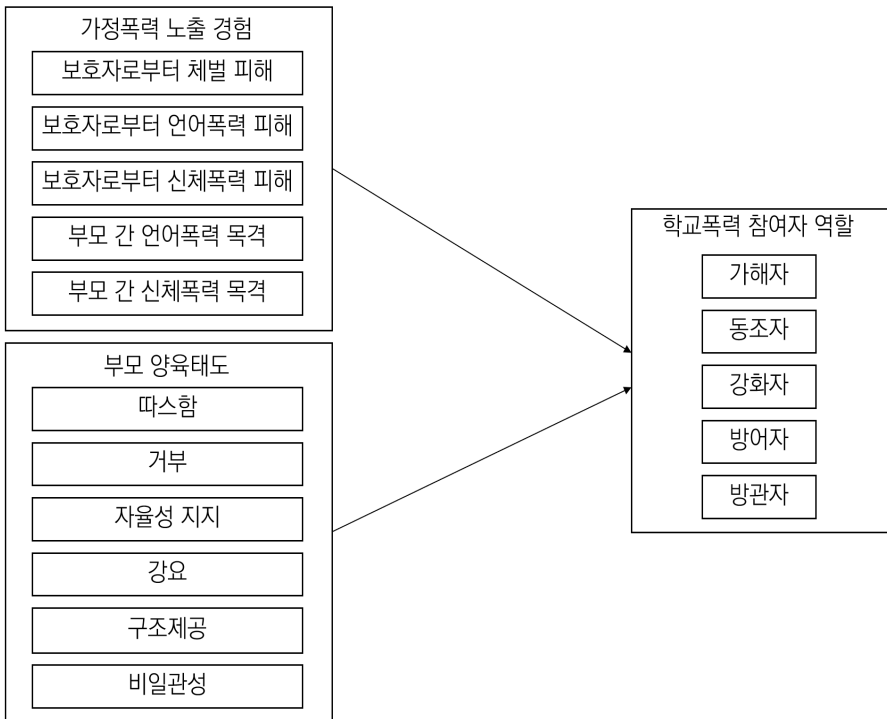 가정폭력 노출 경험
보호자로부터 체벌 피해
보호자로부터 언어폭력 피해
보호자로부터 신체폭력 피해
부모 간 언어폭력 목격
부모 간 신체폭력 목격
부모 양육태도
따스함
거부
자율성 지지
강요
구조제공
비일관성
학교폭력 참여자 역할
가해자
동조자
강화자
방어자
방관자